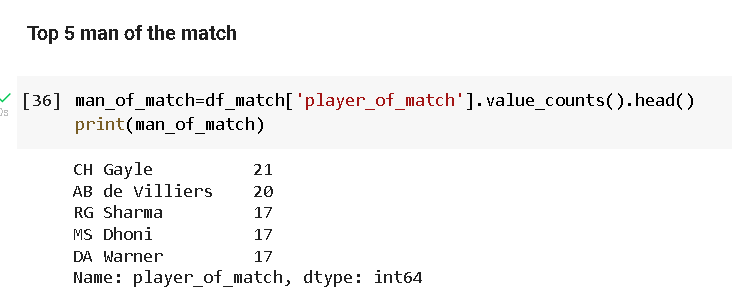 Top 5 man of the match
[36] man_of_match=df_match['player_of_match'].value_counts().head()
print(man_of_match)
0s
CH Gayle 21
AB de Villiers 20
RG Sharma 17
MS Dhoni 17
DA Warner 17
Name: player_of_match, dtype: int64